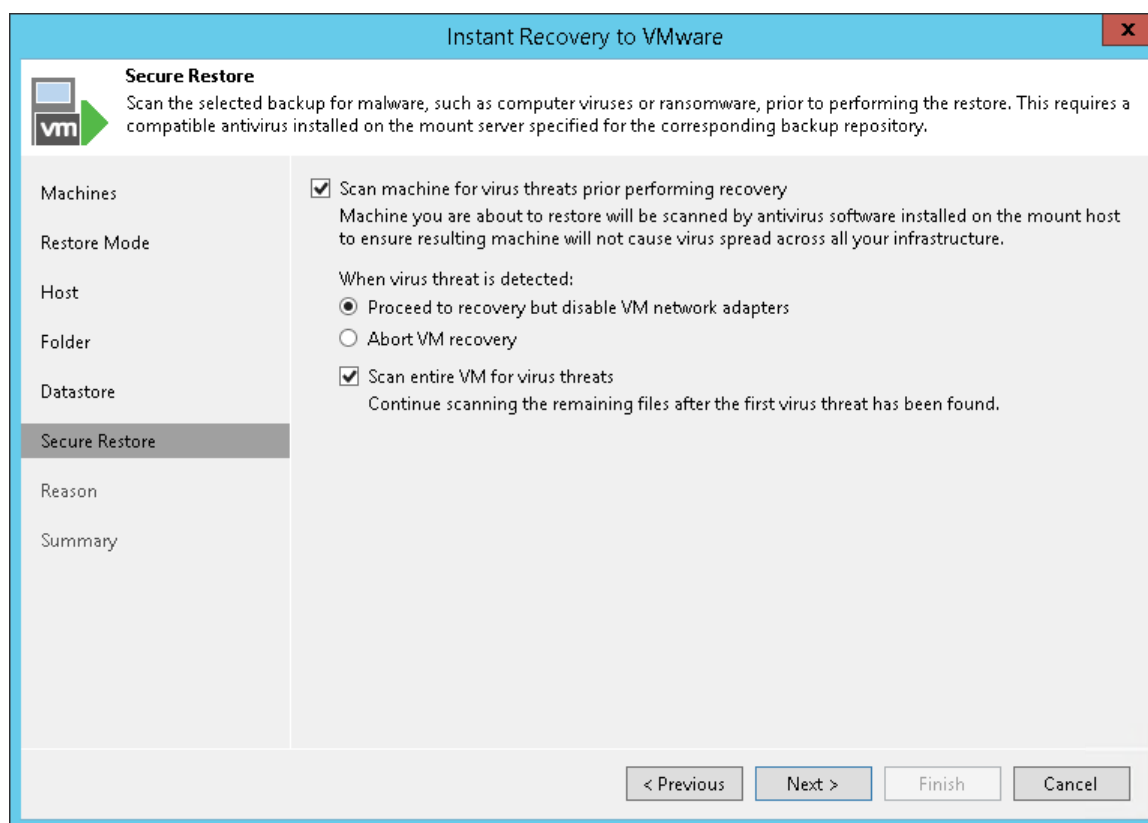 Instant Recovery to VMware
x
Secure Restore
Scan the selected backup for malware, such as computer viruses or ransomware, prior to performing the restore. This requires a
compatible antivirus installed on the mount server specified for the corresponding backup repository.
vm
Machines
Restore Mode
Host
Folder
Datastore
Secure Restore
Reason
Summary
Scan machine for virus threats prior performing recovery
Machine you are about to restore will be scanned by antivirus software installed on the mount host
to ensure resulting machine will not cause virus spread across all your infrastructure.
When virus threat is detected:
Proceed to recovery but disable VM network adapters
Abort VM recovery
Scan entire VM for virus threats
Continue scanning the remaining files after the first virus threat has been found.
< Previous
Next >
Finish
Cancel